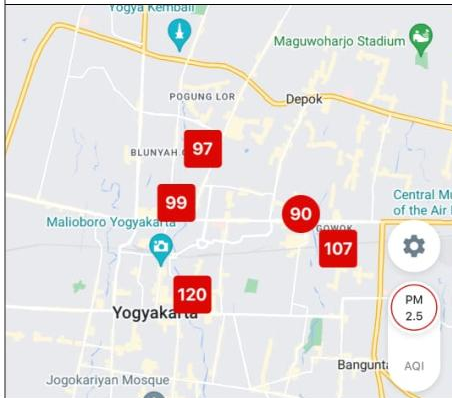 Yogya Kembali
Maguwoharjo Stadium
POGUNG LOR
Depok
97
BLUNYAH
99
90
Central
of the Air
Malioboro Yogyakarta
GOWOK
107
PM
2.5
120
Yogyakarta
AQI
Jogokariyan Mosque